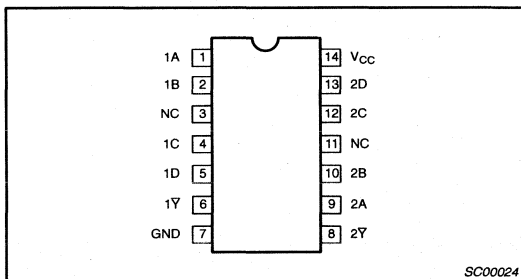 1A 1 14 VCC
1B 2 13 2D
NC 3 12 2C
1C 4 11 NC
1D 5 10 2B
1Y̅ 6 9 2A
GND 7 8 2Y̅
SC00024